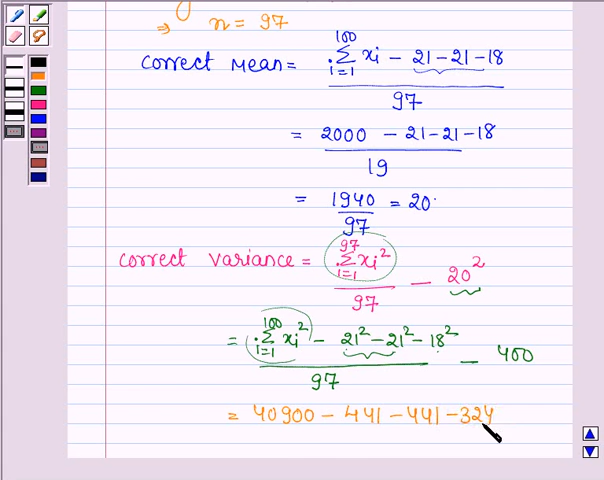 ⇒ n = 97
correct mean = 100 Σ i=1 xi - 21 - 21 - 18 / 97
= 2000 - 21 - 21 - 18 / 19
= 1940 / 97 = 20.
correct variance = 97 Σ i=1 xi² / 97 - 20²
= 100 Σ i=1 xi² - 21² - 21² - 18² / 97 - 400
= 40900 - 441 - 441 - 324